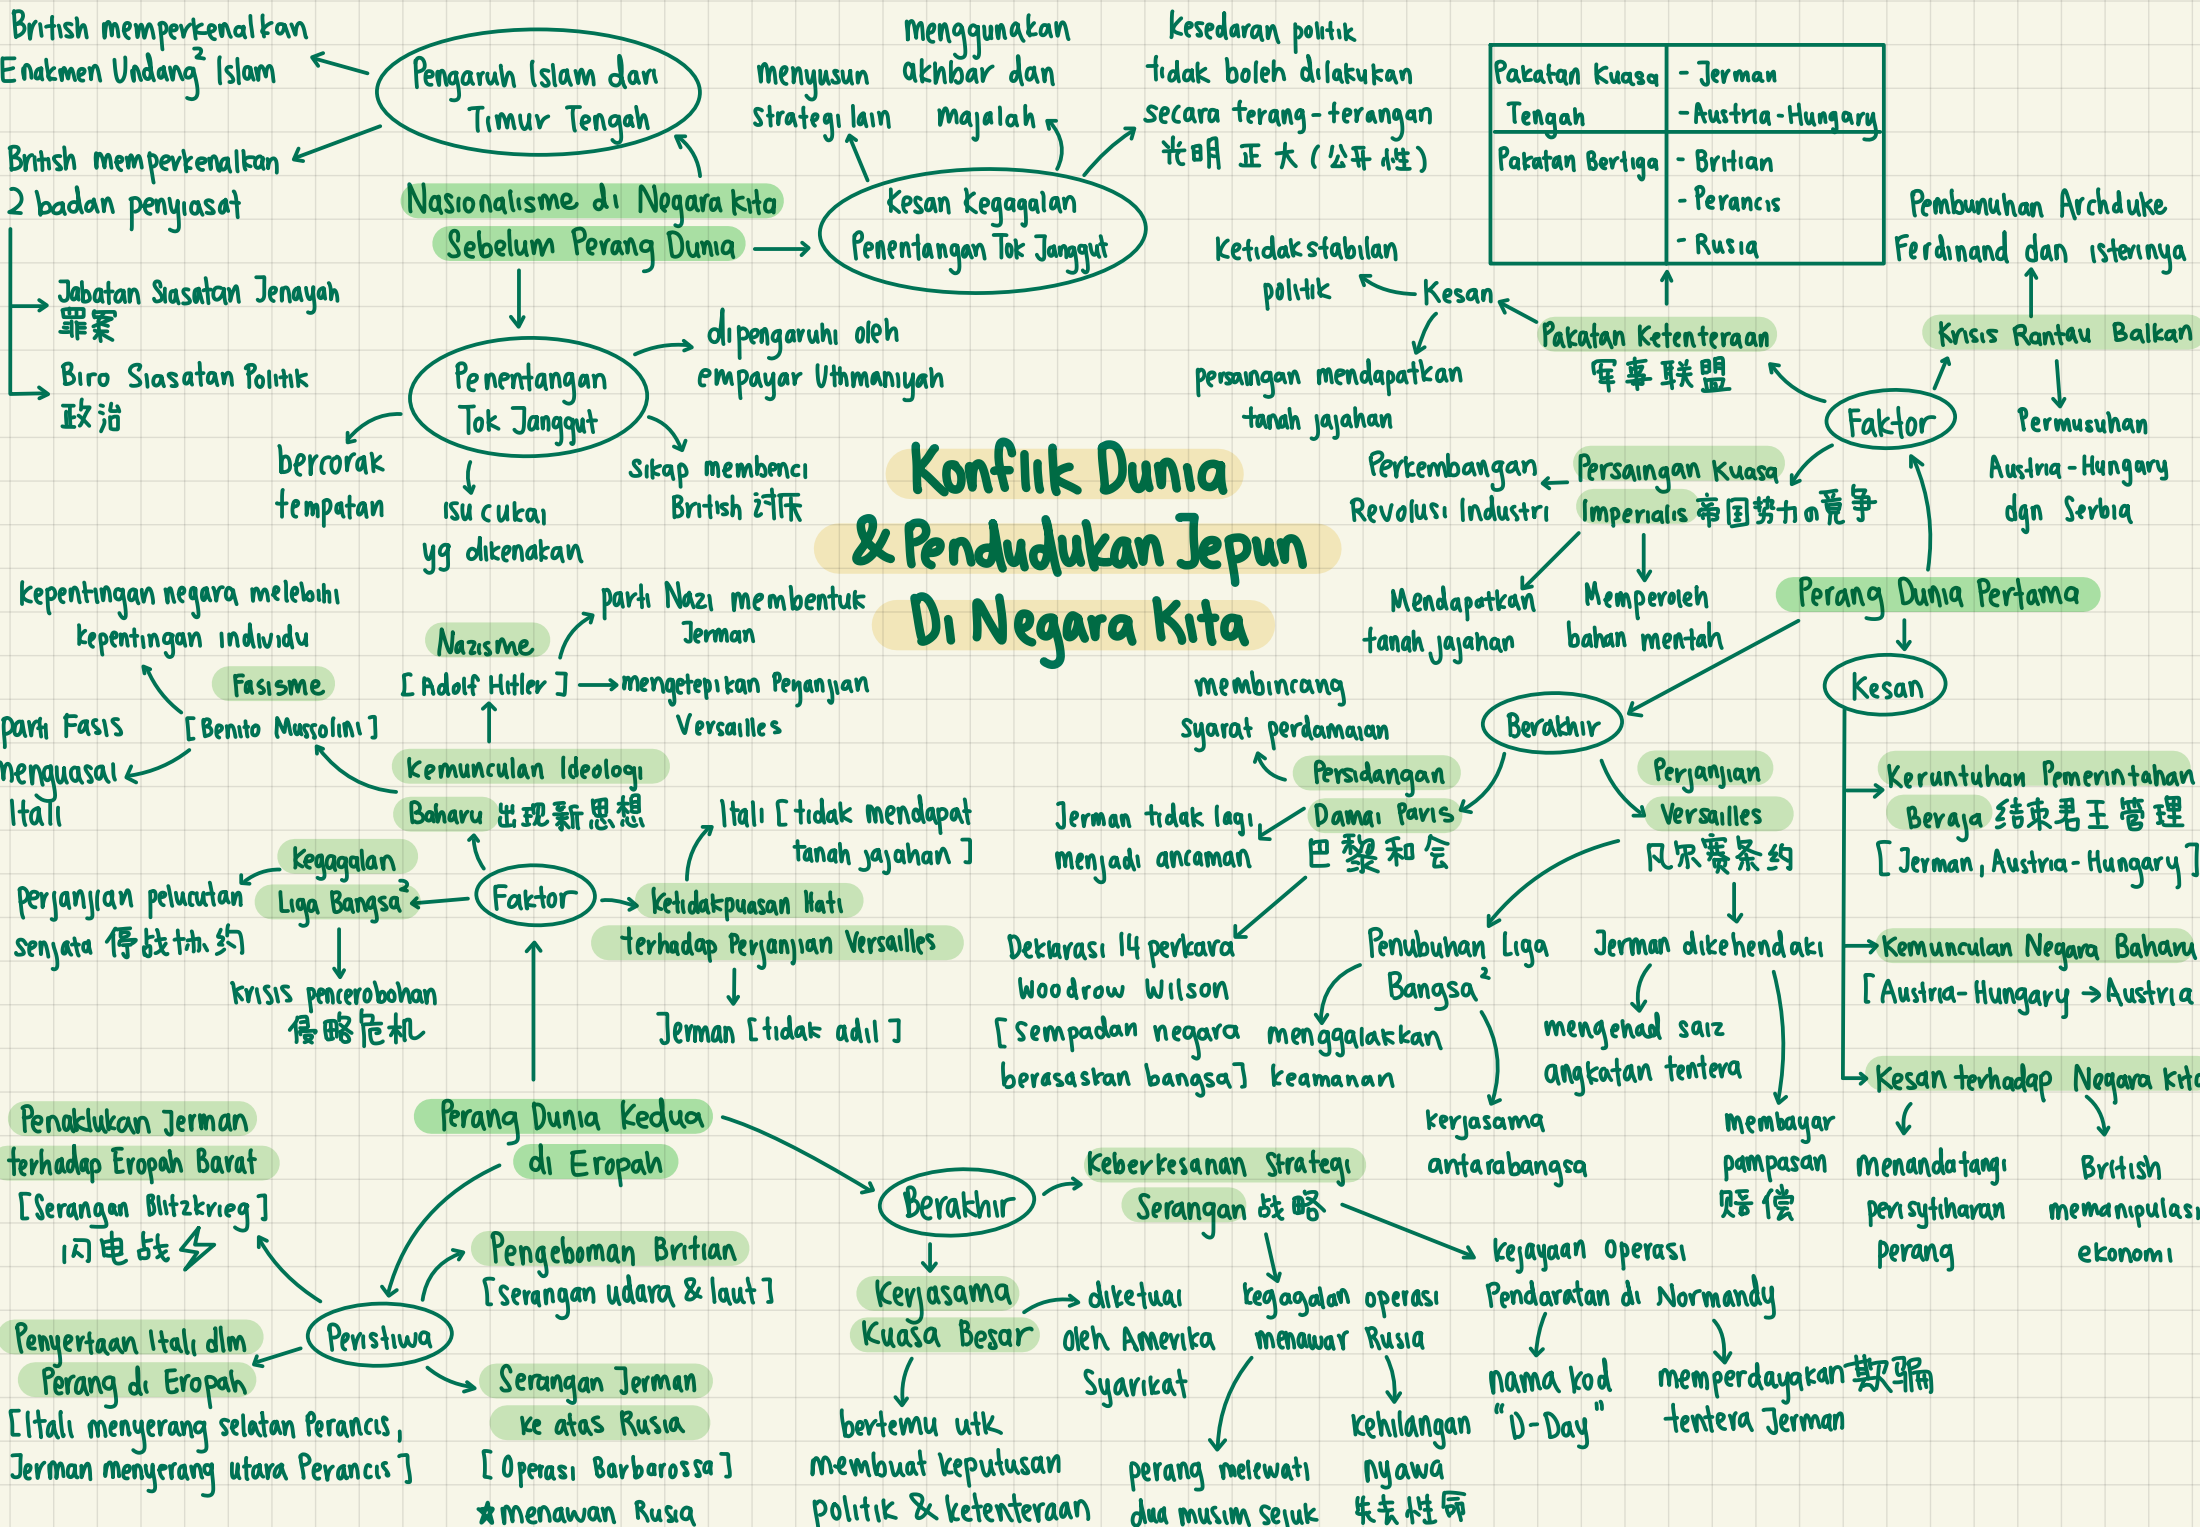 British memperkenalkan
Enakmen Undang² Islam
Pengaruh Islam dari
Timur Tengah
British memperkenalkan
2 badan penyiasat
Jabatan Siasatan Jenayah
罪案
Biro Siasatan Politik
政治
Nasionalisme di Negara kita
Sebelum Perang Dunia
menyusun
strategi lain
menggunakan
akhbar dan
majalah
Kesedaran politik
tidak boleh dilakukan
secara terang-terangan
光明正大(公开性)
Kesan Kegagalan
Penentangan Tok Janggut
Penentangan
Tok Janggut
dipengaruhi oleh
empayar Uthmaniyah
bercorak
tempatan
isu cukai
yg dikenakan
Sikap membenci
British 讨厌
Konflik Dunia
& Pendudukan Jepun
Di Negara Kita
Pakatan Kuasa
Tengah
- Jerman
- Austria-Hungary
Pakatan Bertiga
- Britian
- Perancis
- Rusia
Ketidakstabilan
politik
Kesan
persaingan mendapatkan
tanah jajahan
Pakatan Ketenteraan
军事联盟
Pembunuhan Archduke
Ferdinand dan isterinya
Krisis Rantau Balkan
Permusuhan
Austria-Hungary
dgn Serbia
Faktor
Perkembangan
Revolusi Industri
Persaingan Kuasa
Imperialis 帝国势力の竞争
Mendapatkan
tanah jajahan
Memperoleh
bahan mentah
Perang Dunia Pertama
Kesan
Berakhir
membincang
syarat perdamaian
Persidangan
Damai Paris
巴黎和会
Jerman tidak lagi
menjadi ancaman
Deklarasi 14 perkara
Woodrow Wilson
[sempadan negara
berasaskan bangsa]
Perjanjian
Versailles
凡尔赛条约
Penubuhan Liga
Bangsa²
menggalakkan
keamanan
kerjasama
antarabangsa
Jerman dikehendaki
mengehad saiz
angkatan tentera
membayar
pampasan
赔偿
Keruntuhan Pemerintahan
Beraja 结束君王管理
[Jerman, Austria-Hungary]
Kemunculan Negara Baharu
[Austria-Hungary → Austria
Kesan terhadap Negara kita
menandatangi
perisytiharan
perang
British
memanipulasi
ekonomi
kepentingan negara melebihi
kepentingan individu
Fasisme
[Benito Mussolini]
parti Fasis
menguasai
Itali
Nazisme
[Adolf Hitler]
parti Nazi membentuk
Jerman
mengetepikan Perjanjian
Versailles
Kemunculan Ideologi
Baharu 出现新思想
Kegagalan
Liga Bangsa²
perjanjian pelucutan
senjata 停战协约
krisis pencerobohan
侵略危机
Faktor
Itali [tidak mendapat
tanah jajahan]
Ketidakpuasan Hati
terhadap Perjanjian Versailles
Jerman [tidak adil]
Perang Dunia Kedua
di Eropah
Penaklukan Jerman
terhadap Eropah Barat
[Serangan Blitzkrieg]
闪电战
Pengeboman Britian
[serangan udara & laut]
Peristiwa
Penyertaan Itali dlm
Perang di Eropah
[Itali menyerang selatan Perancis,
Jerman menyerang utara Perancis]
Serangan Jerman
ke atas Rusia
[Operasi Barbarossa]
★menawan Rusia
Berakhir
Kerjasama
Kuasa Besar
diketuai
oleh Amerika
Syarikat
bertemu utk
membuat keputusan
politik & ketenteraan
Keberkesanan Strategi
Serangan 战略
kegagalan operasi
menawar Rusia
perang melewati
dua musim sejuk
kehilangan
nyawa
失去性命
kejayaan operasi
Pendaratan di Normandy
nama kod
"D-Day"
memperdayakan 欺骗
tentera Jerman